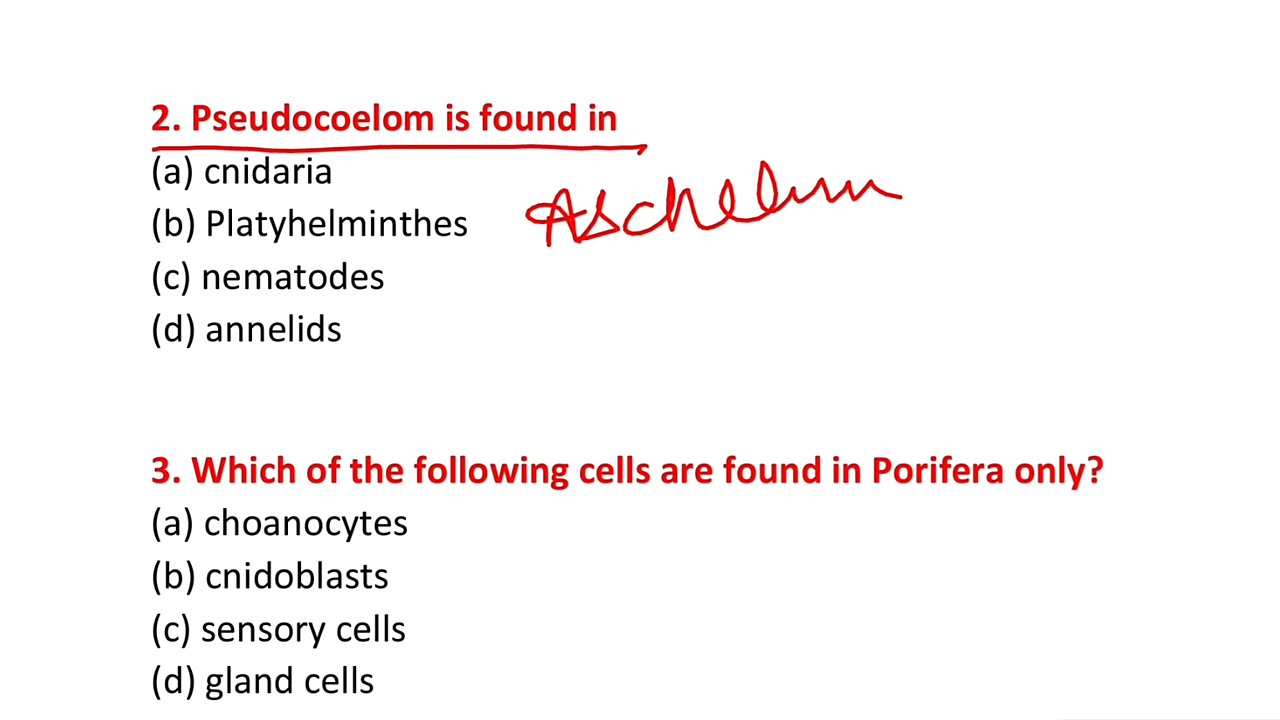 2. Pseudocoelom is found in
(a) cnidaria
(b) Platyhelminthes
(c) nematodes
(d) annelids
3. Which of the following cells are found in Porifera only?
(a) choanocytes
(b) cnidoblasts
(c) sensory cells
(d) gland cells